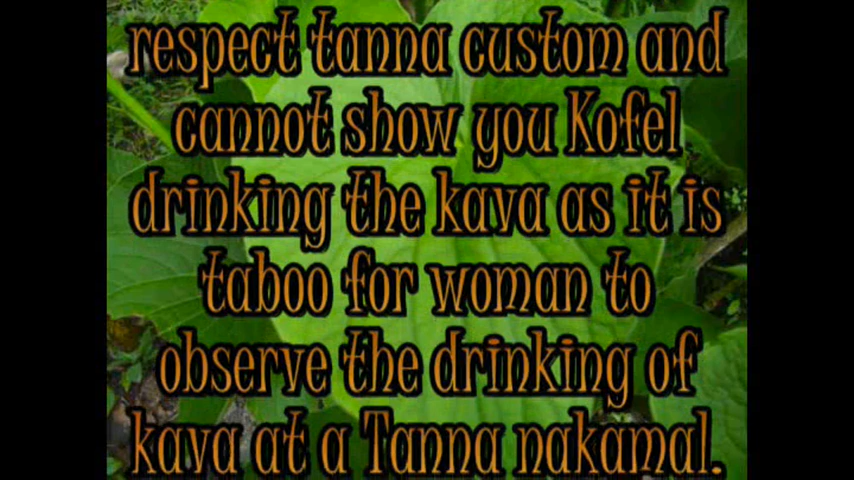 respect tanna custom and
cannot show you Kofel
drinking the kava as it is
taboo for woman to
observe the drinking of
kava at a Tanna nakamal.